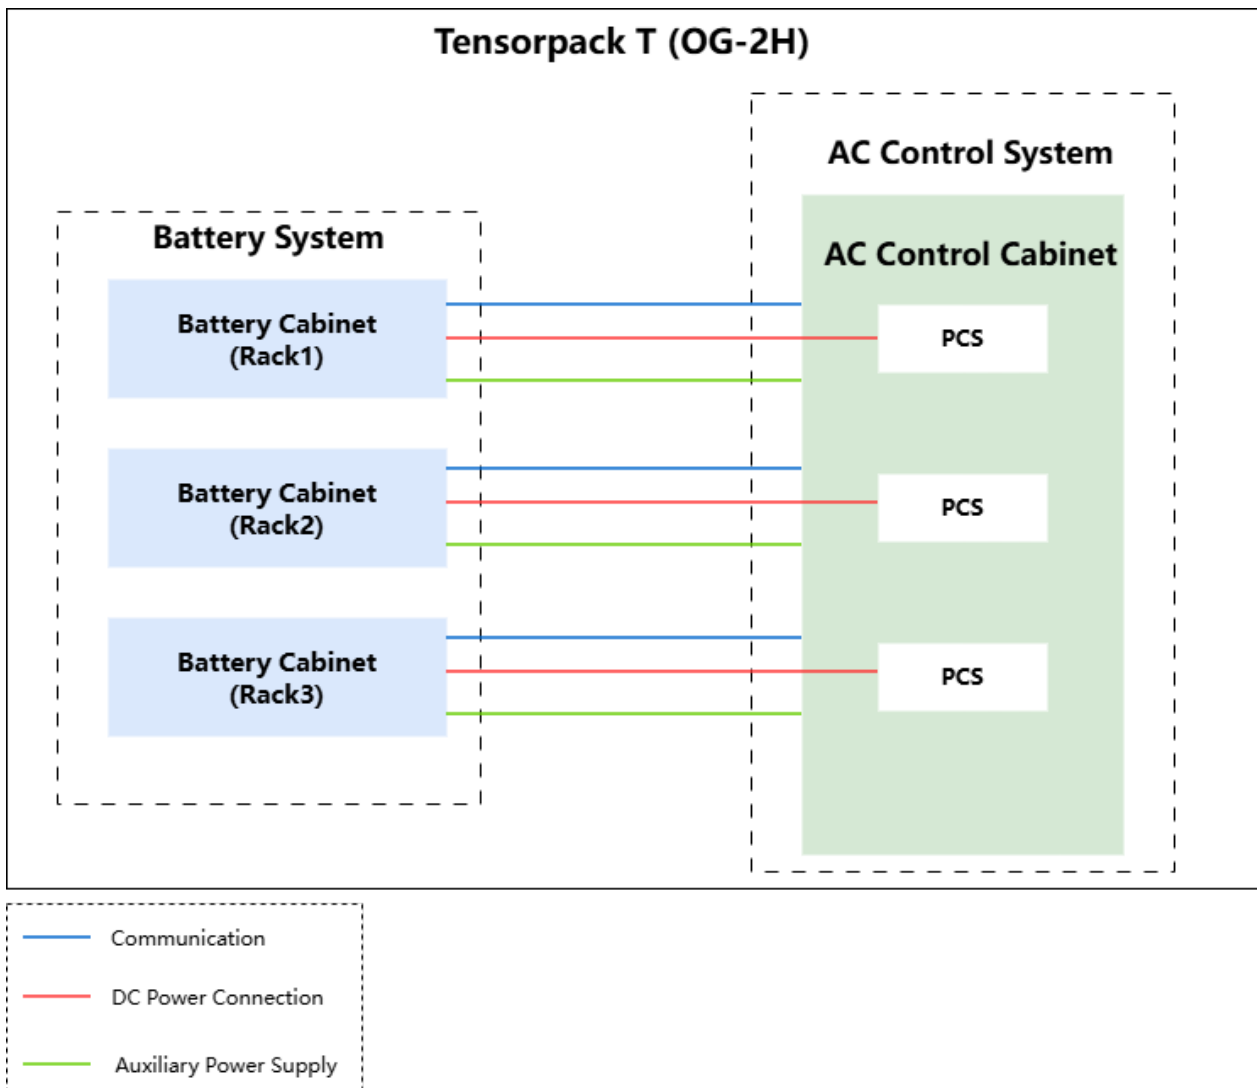 Tensorpack T (OG-2H)
AC Control System
Battery System
AC Control Cabinet
Battery Cabinet
(Rack1)
PCS
Battery Cabinet
(Rack2)
PCS
Battery Cabinet
(Rack3)
PCS
Communication
DC Power Connection
Auxiliary Power Supply